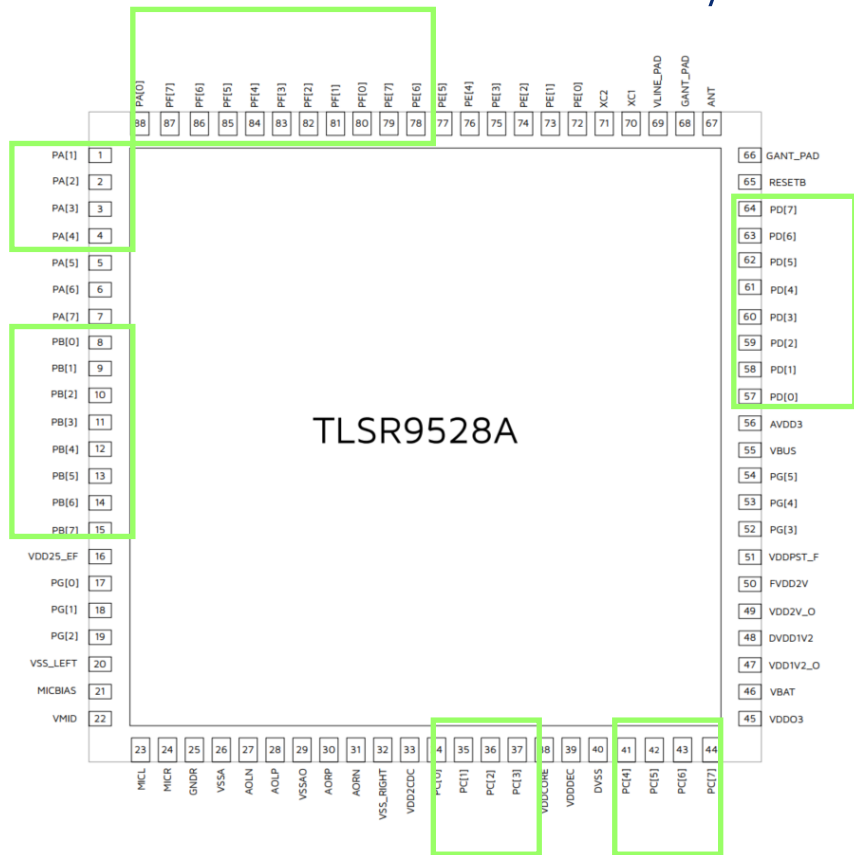 PA[0]
PF[7]
PF[6]
PF[5]
PF[4]
PF[3]
PF[2]
PF[1]
PF[0]
PE[7]
PE[6]
PE[5]
PE[4]
PE[3]
PE[2]
PE[1]
PE[0]
XC2
XC1
VLINE_PAD
GANT_PAD
ANT
88 87 86 85 84 83 82 81 80 79 78 77 76 75 74 73 72 71 70 69 68 67
PA[1] 1
PA[2] 2
PA[3] 3
PA[4] 4
PA[5] 5
PA[6] 6
PA[7] 7
PB[0] 8
PB[1] 9
PB[2] 10
PB[3] 11
PB[4] 12
PB[5] 13
PB[6] 14
PB[7] 15
VDD25_EF 16
PG[0] 17
PG[1] 18
PG[2] 19
VSS_LEFT 20
MICBIAS 21
VMID 22
TLSR9528A
66 GANT_PAD
65 RESETB
64 PD[7]
63 PD[6]
62 PD[5]
61 PD[4]
60 PD[3]
59 PD[2]
58 PD[1]
57 PD[0]
56 AVDD3
55 VBUS
54 PG[5]
53 PG[4]
52 PG[3]
51 VDDPST_F
50 FVDD2V
49 VDD2V_O
48 DVDD1V2
47 VDD1V2_O
46 VBAT
45 VDDO3
23 24 25 26 27 28 29 30 31 32 33 34 35 36 37 38 39 40 41 42 43 44
MICL
MICR
GNDR
VSSA
AOLN
AOLP
VSSAO
AORP
AORN
VSS_RIGHT
VDD2CDC
PC[0]
PC[1]
PC[2]
PC[3]
VDDCORE
VDDDEC
DVSS
PC[4]
PC[5]
PC[6]
PC[7]